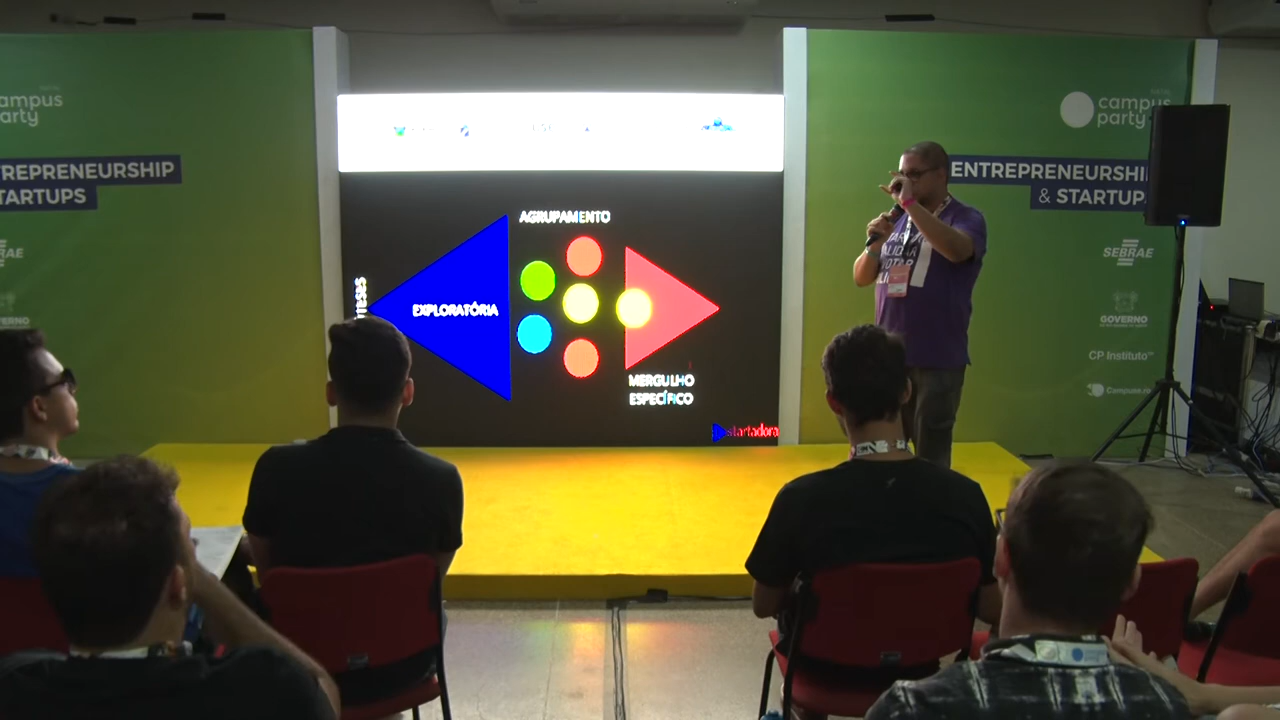 campus
party
ENTREPRENEURSHIP
STARTUPS
SEBRAE
GOVERNO
AGRUPAMENTO
EXPLORATÓRIA
MERGULHO
ESPECÍFICO
startadora
campus
party
ENTREPRENEURSHIP
& STARTUPS
SEBRAE
GOVERNO
CP Instituto